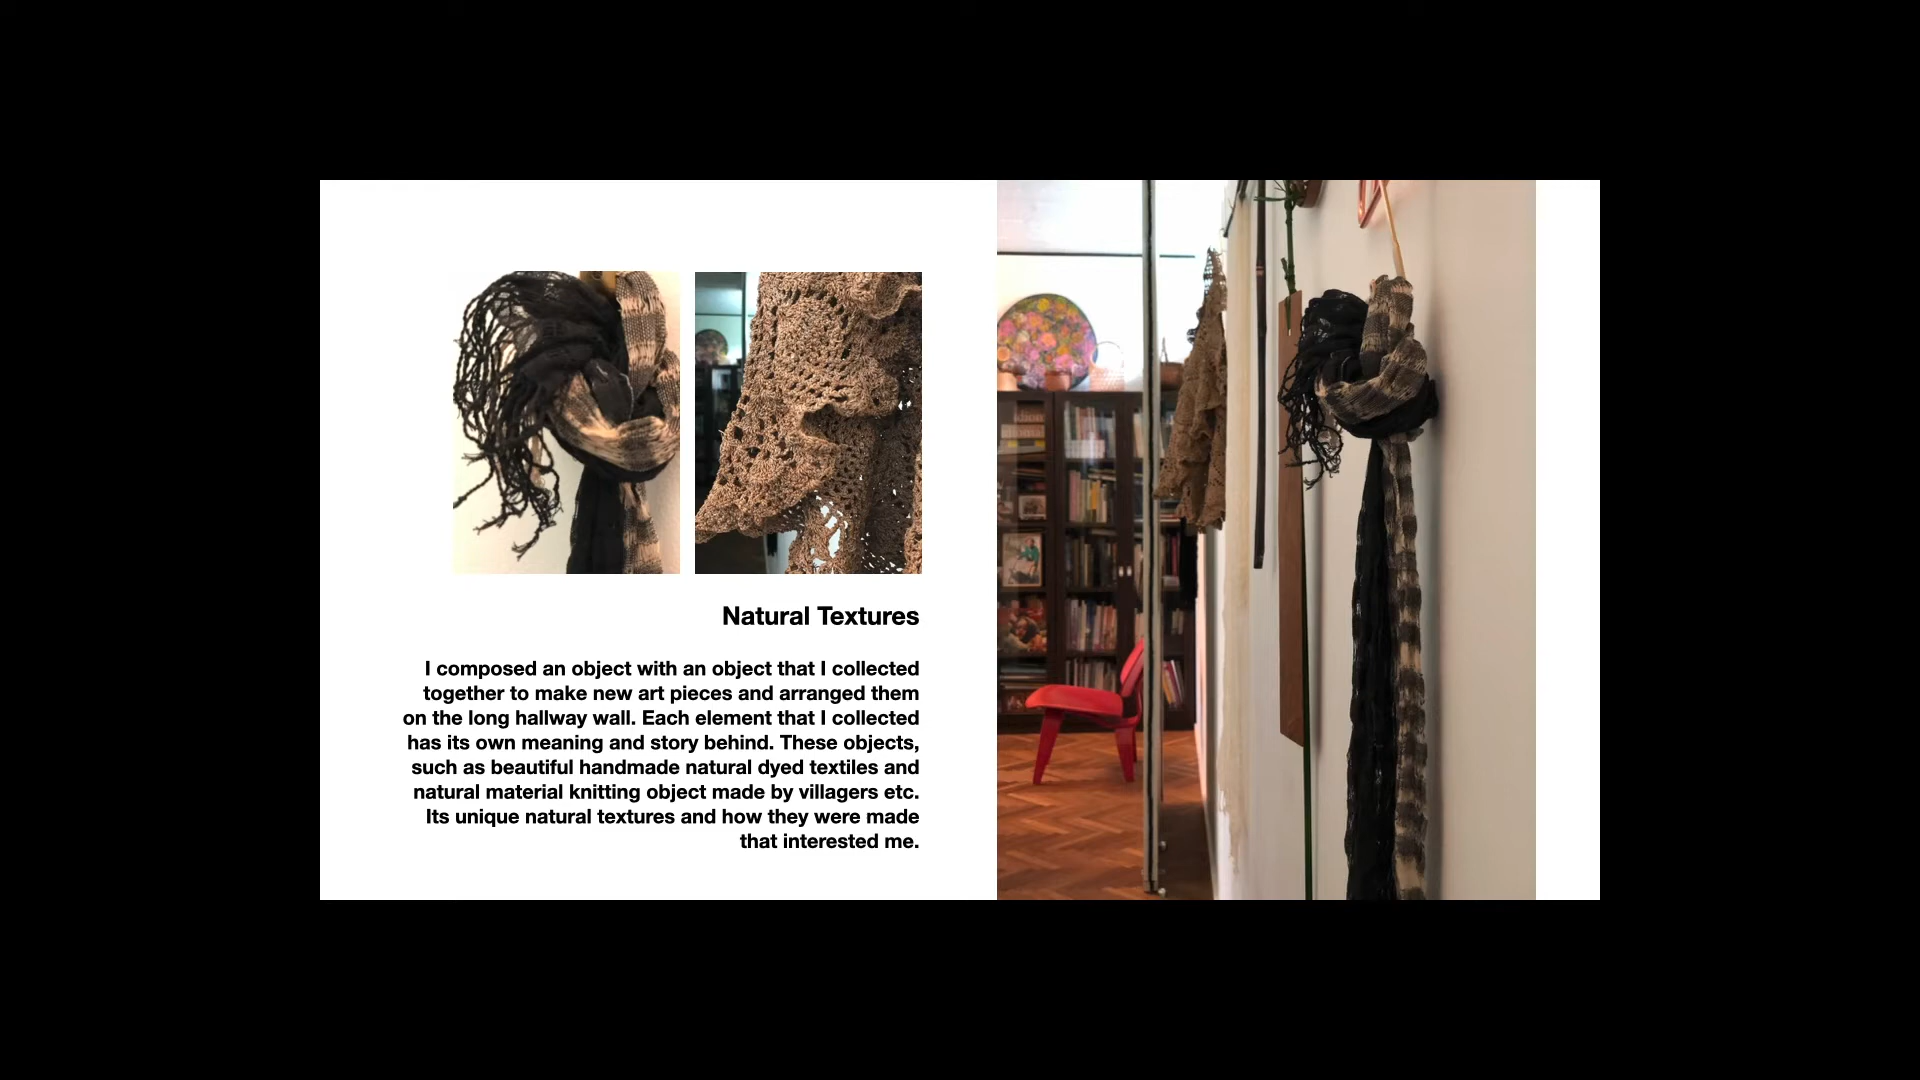 Natural Textures
I composed an object with an object that I collected
together to make new art pieces and arranged them
on the long hallway wall. Each element that I collected
has its own meaning and story behind. These objects,
such as beautiful handmade natural dyed textiles and
natural material knitting object made by villagers etc.
Its unique natural textures and how they were made
that interested me.